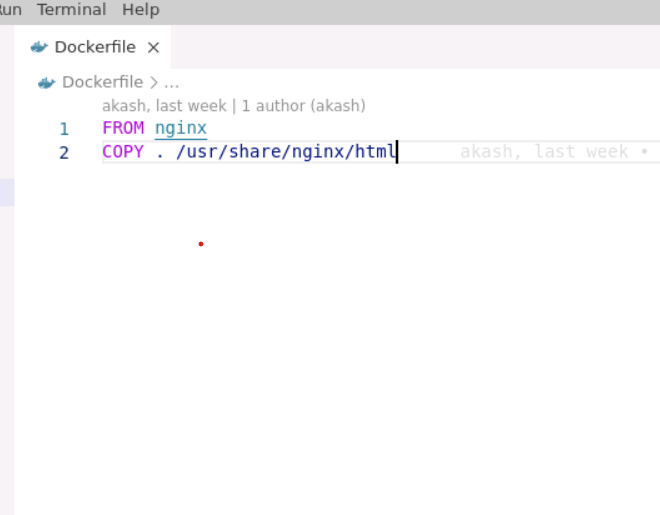 Run Terminal Help
Dockerfile
Dockerfile > ...
akash, last week | 1 author (akash)
1 FROM nginx
2 COPY . /usr/share/nginx/html akash, last week •